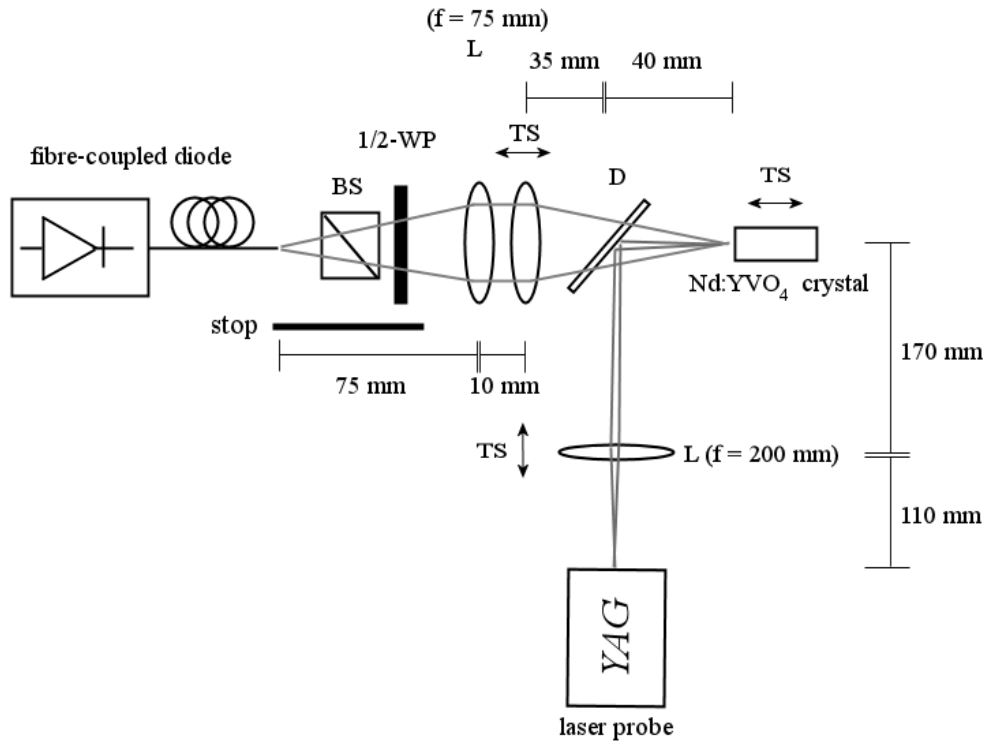 (f = 75 mm)
L
35 mm
40 mm
TS
1/2-WP
fibre-coupled diode
BS
D
TS
Nd:YVO₄ crystal
stop
75 mm
10 mm
170 mm
TS
L (f = 200 mm)
110 mm
YAG
laser probe